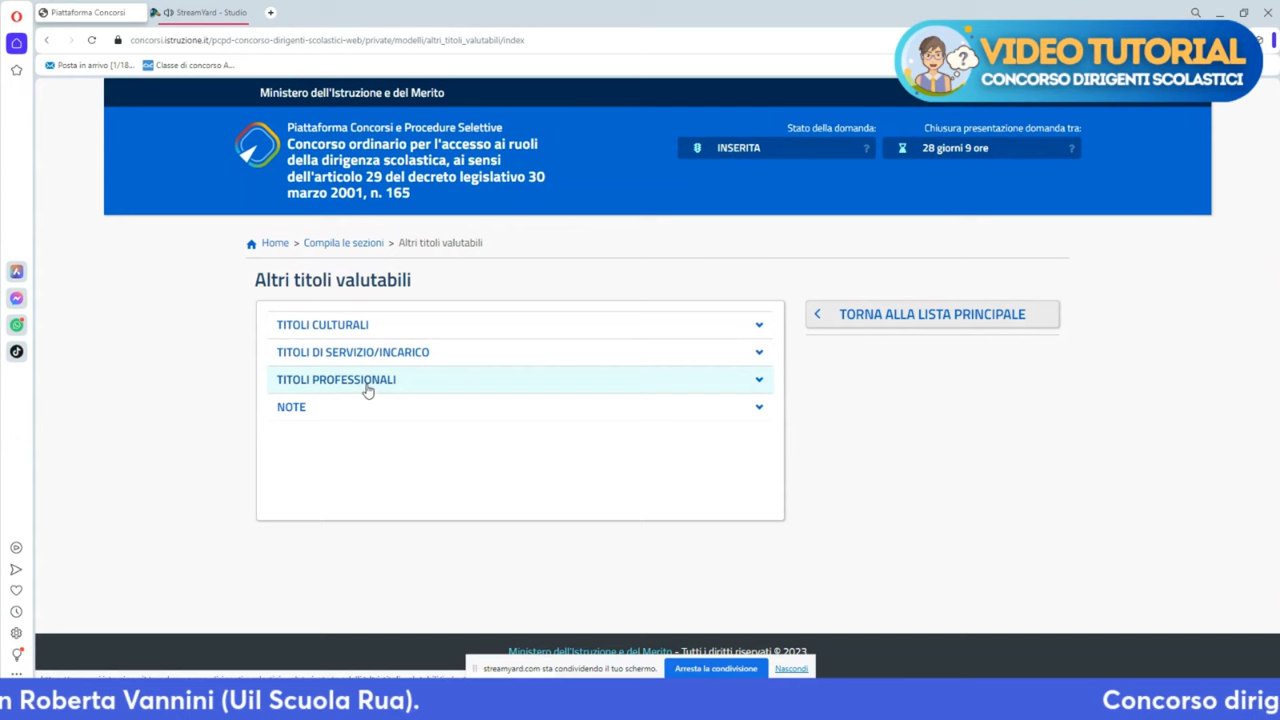 Piattaforma Concorsi
StreamYard - Studio
concorsi.istruzione.it/pcpd-concorso-dirigenti-scolastici-web/private/modelli/altri_titoli_valutabili/index
Posta in arrivo (1/18...
Classe di concorso A...
VIDEO TUTORIAL
CONCORSO DIRIGENTI SCOLASTICI
Ministero dell'Istruzione e del Merito
Piattaforma Concorsi e Procedure Selettive
Concorso ordinario per l'accesso ai ruoli
della dirigenza scolastica, ai sensi
dell'articolo 29 del decreto legislativo 30
marzo 2001, n. 165
Stato della domanda:
INSERITA ?
Chiusura presentazione domanda tra:
28 giorni 9 ore ?
Home > Compila le sezioni > Altri titoli valutabili
Altri titoli valutabili
TITOLI CULTURALI
TITOLI DI SERVIZIO/INCARICO
TITOLI PROFESSIONALI
NOTE
TORNA ALLA LISTA PRINCIPALE
Ministero dell'Istruzione e del Merito - Tutti i diritti riservati © 2023
streamyard.com sta condividendo il tuo schermo.
Arresta la condivisione
Nascondi
n Roberta Vannini (Uil Scuola Rua).
Concorso dirig